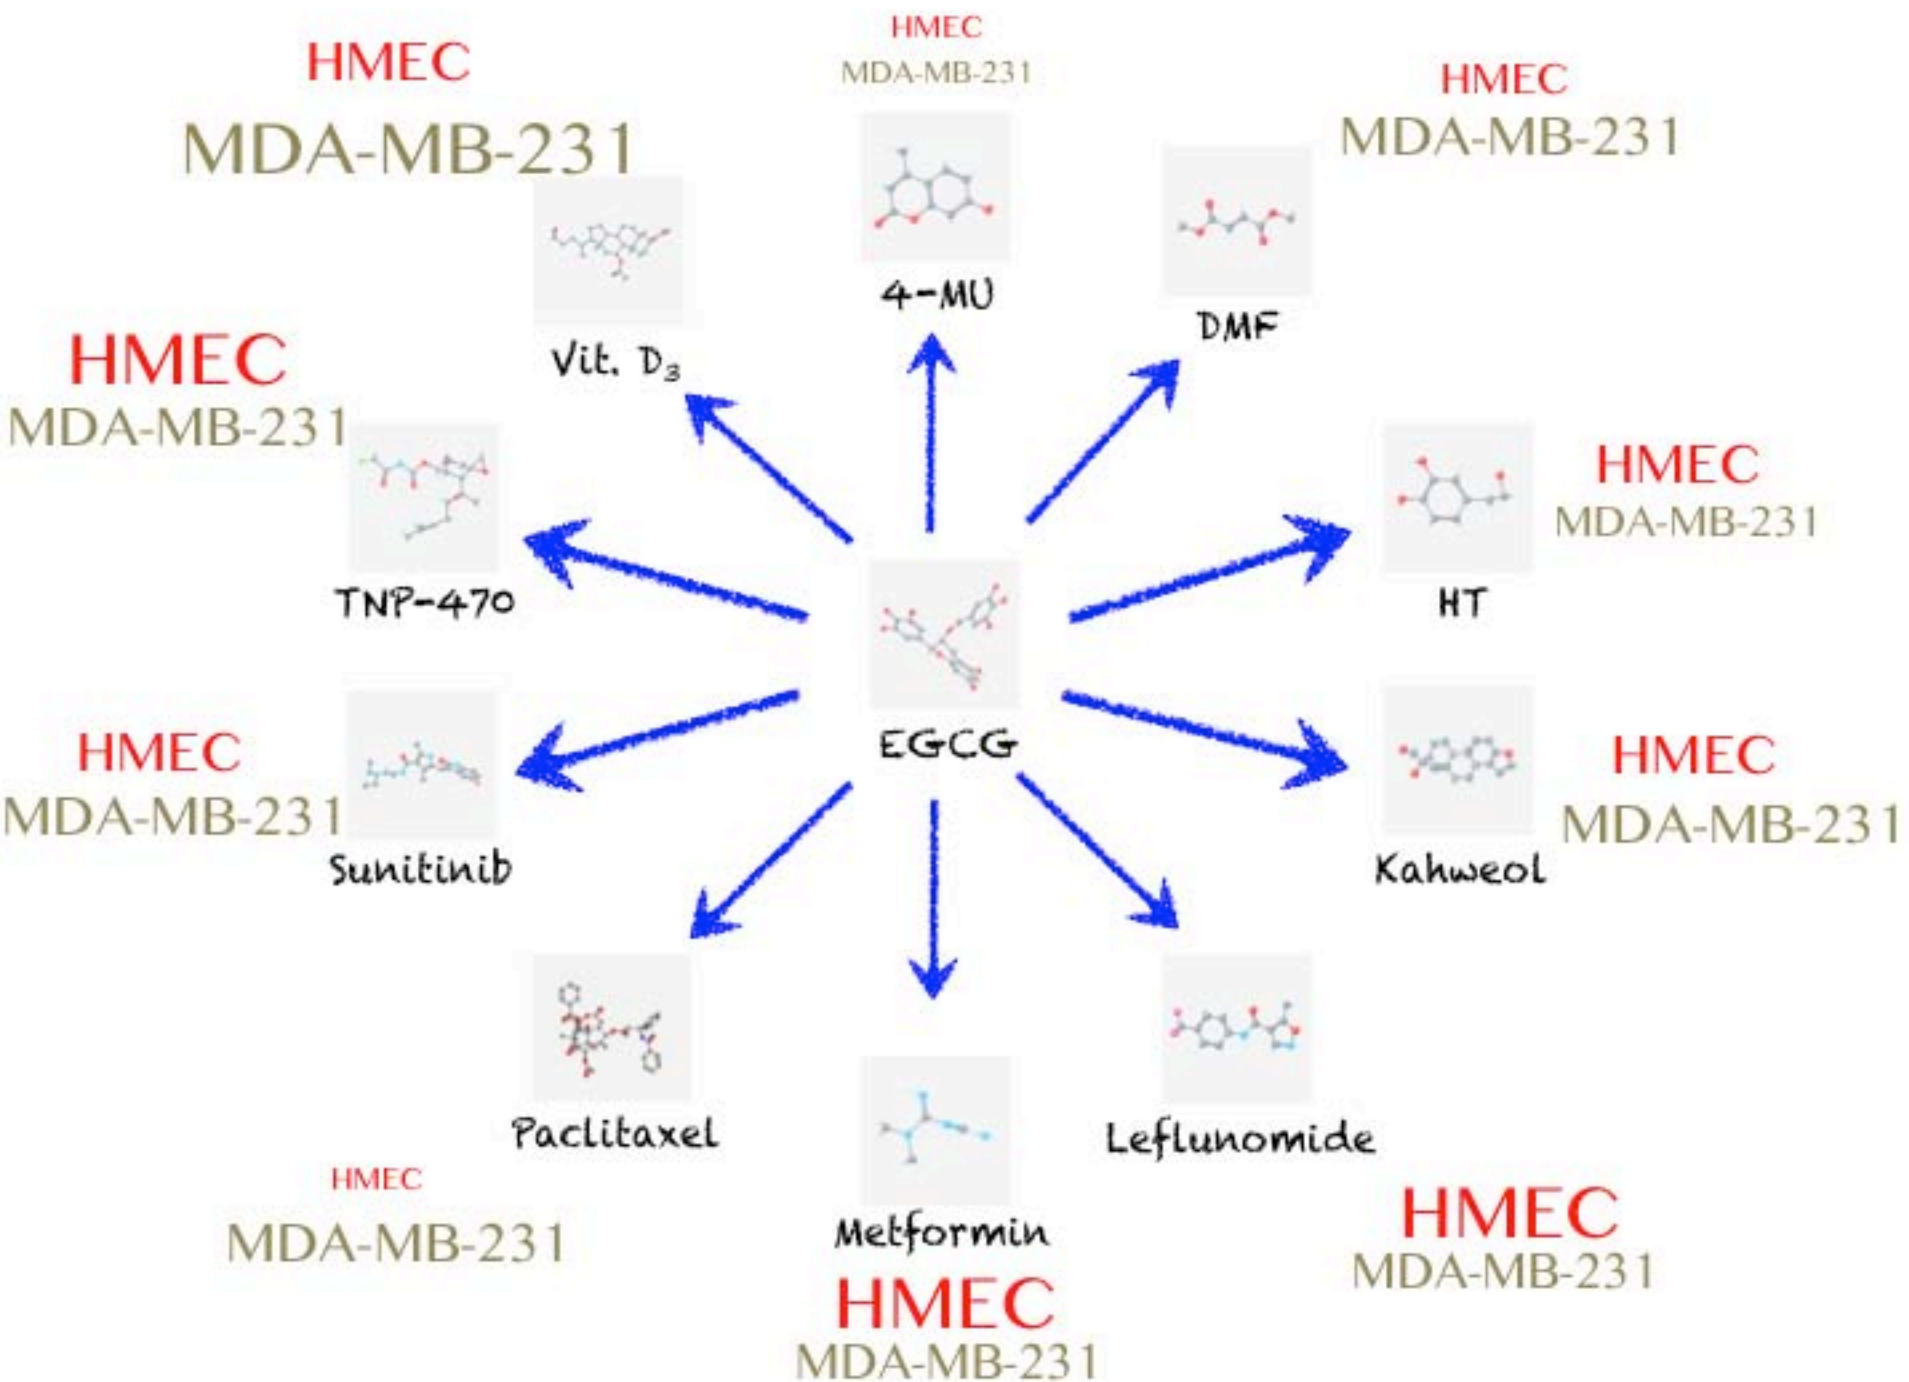 HMEC
MDA-MB-231
4-MU
HMEC
MDA-MB-231
Vit. D₃
HMEC
MDA-MB-231
DMF
HMEC
MDA-MB-231
TNP-470
HMEC
MDA-MB-231
HT
EGCG
HMEC
MDA-MB-231
Sunitinib
HMEC
MDA-MB-231
Kahweol
Paclitaxel
HMEC
MDA-MB-231
Metformin
HMEC
MDA-MB-231
Leflunomide
HMEC
MDA-MB-231